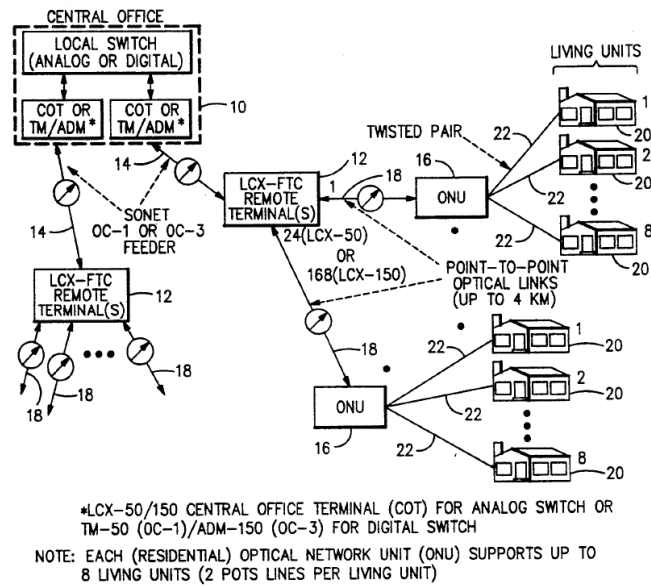 CENTRAL OFFICE
LOCAL SWITCH
(ANALOG OR DIGITAL)
COT OR
TM/ADM*
COT OR
TM/ADM*
10
14
SONET
OC-1 OR OC-3
FEEDER
14
LCX-FTC
REMOTE
TERMINAL(S)
12
18
18
18
12
LCX-FTC
REMOTE
TERMINAL(S)
1
18
24(LCX-50)
OR
168(LCX-150)
16
ONU
TWISTED PAIR
22
22
22
LIVING UNITS
1
20
2
20
8
20
POINT-TO-POINT
OPTICAL LINKS
(UP TO 4 KM)
18
ONU
16
22
22
22
1
20
2
20
8
20
*LCX-50/150 CENTRAL OFFICE TERMINAL (COT) FOR ANALOG SWITCH OR
TM-50 (OC-1)/ADM-150 (OC-3) FOR DIGITAL SWITCH
NOTE: EACH (RESIDENTIAL) OPTICAL NETWORK UNIT (ONU) SUPPORTS UP TO
8 LIVING UNITS (2 POTS LINES PER LIVING UNIT)